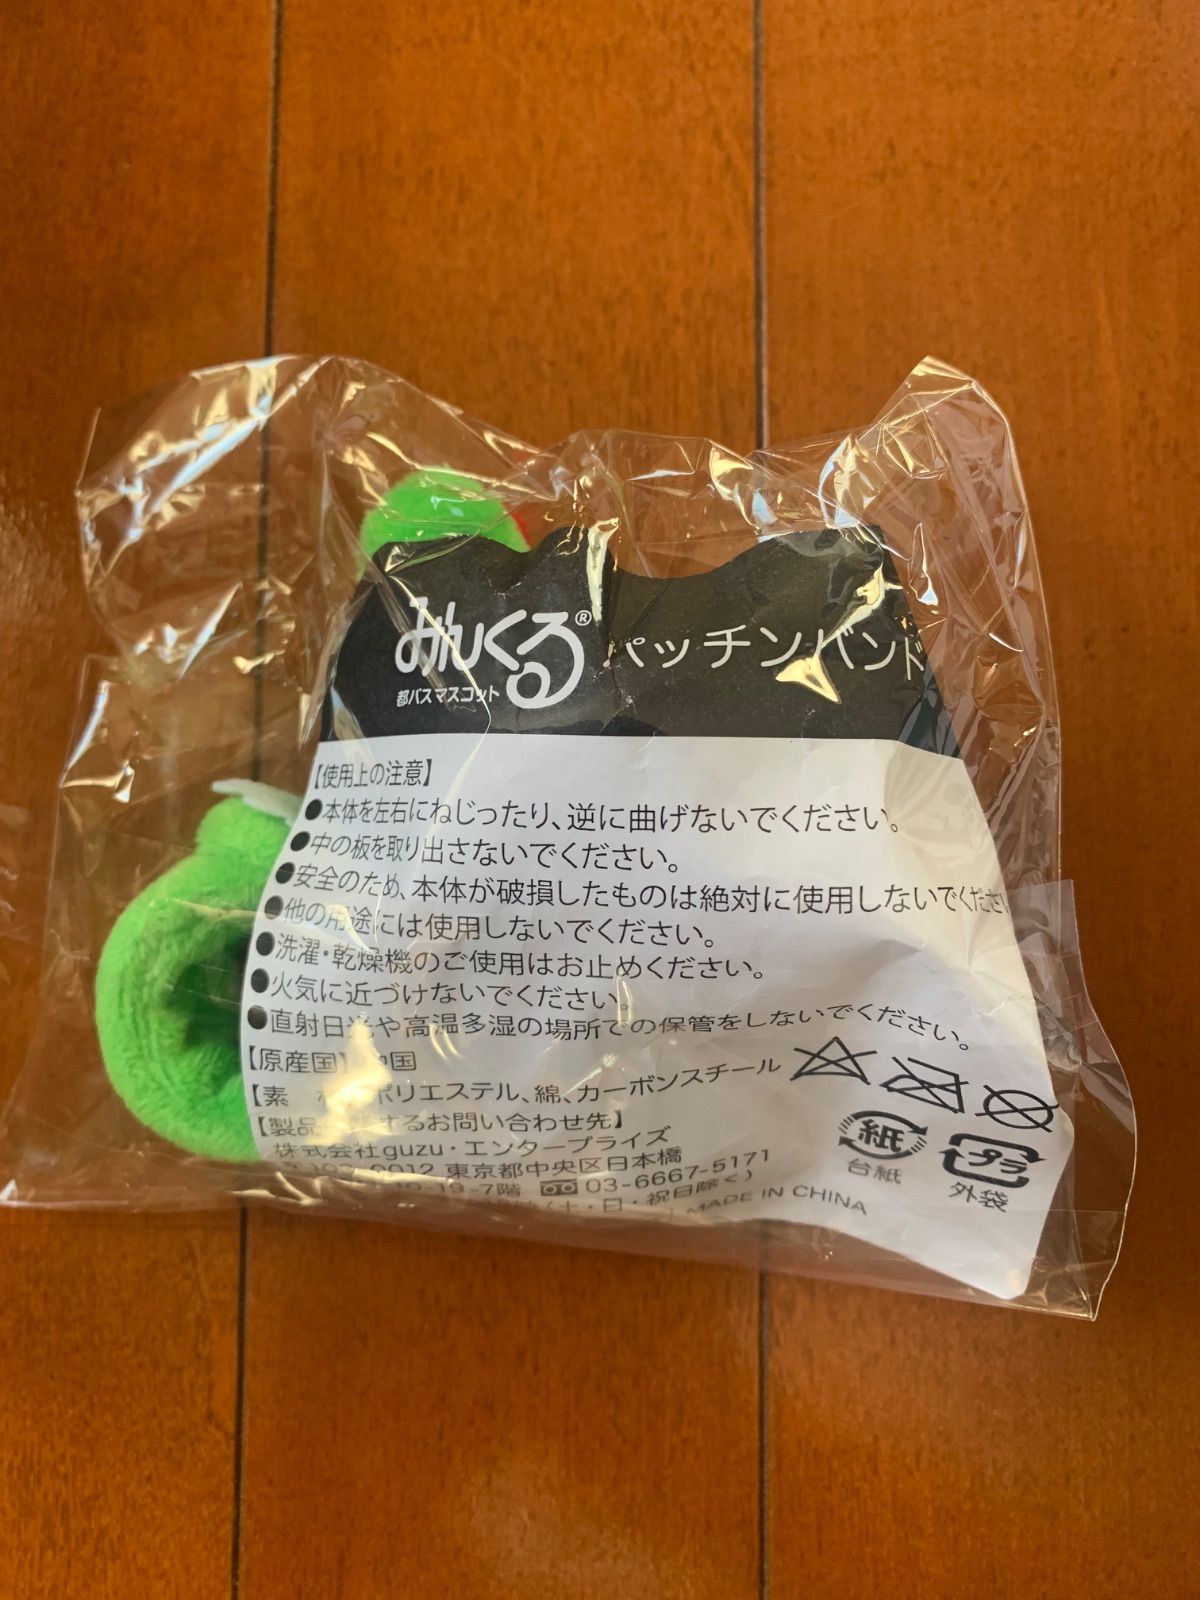 みんくる® パッチンバンド
都バスマスコット
【使用上の注意】
●本体を左右にねじったり、逆に曲げないでください。
●中の板を取り出さないでください。
●安全のため、本体が破損したものは絶対に使用しないでください
●他の用途には使用しないでください。
●洗濯・乾燥機のご使用はお止めください。
●火気に近づけないでください。
●直射日光や高温多湿の場所での保管をしないでください。
【原産国】中国
【素 ポリエステル、綿、カーボンスチール
【製品 するお問い合わせ先】
株式会社guzu・エンタープライズ
東京都中央区日本橋
-19-7階 03-6667-5171
(土・日・祝日除く)
MADE IN CHINA
紙
台紙
プラ
外袋